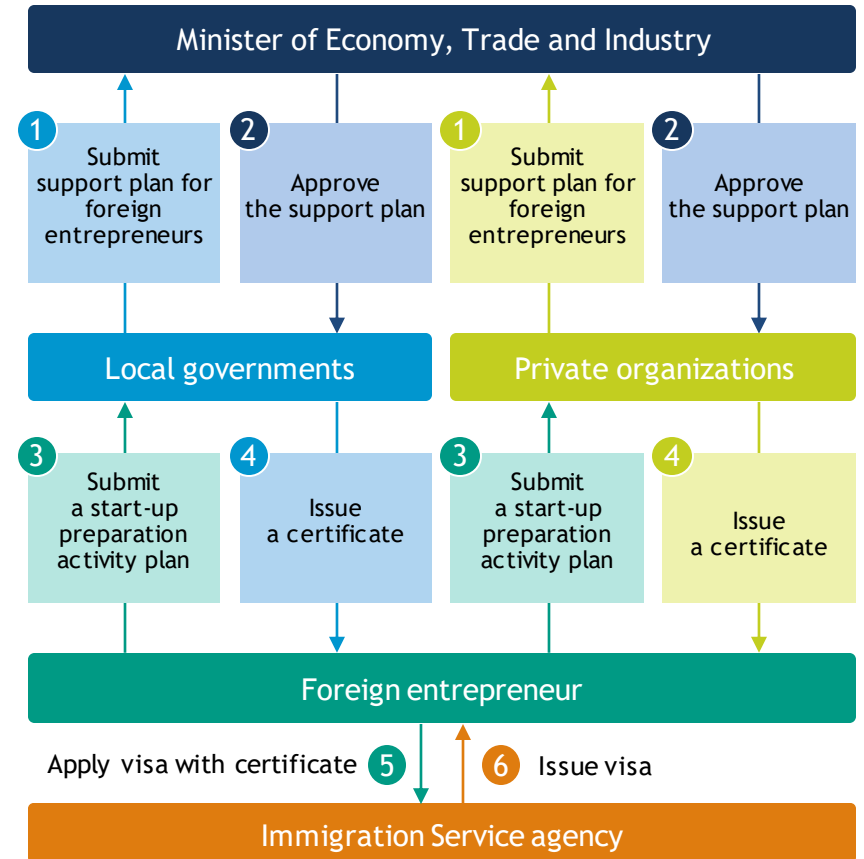 Minister of Economy, Trade and Industry
1
Submit
support plan for
foreign
entrepreneurs
2
Approve
the support plan
1
Submit
support plan for
foreign
entrepreneurs
2
Approve
the support plan
Local governments
Private organizations
3
Submit
a start-up
preparation
activity plan
4
Issue
a certificate
3
Submit
a start-up
preparation
activity plan
4
Issue
a certificate
Foreign entrepreneur
Apply visa with certificate 5
6 Issue visa
Immigration Service agency